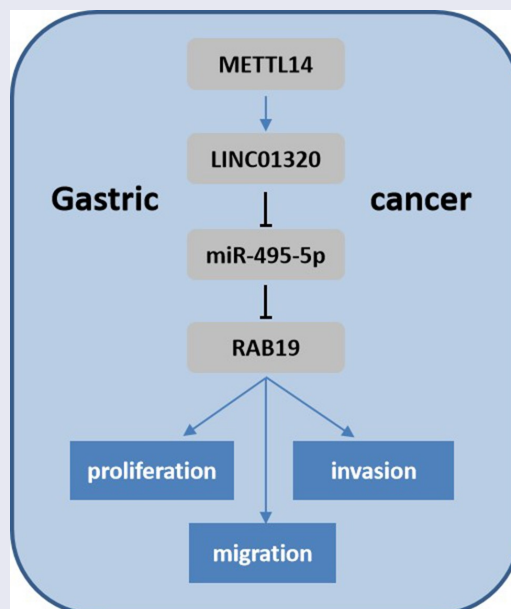 METTL14
LINC01320
Gastric
cancer
miR-495-5p
RAB19
proliferation
invasion
migration